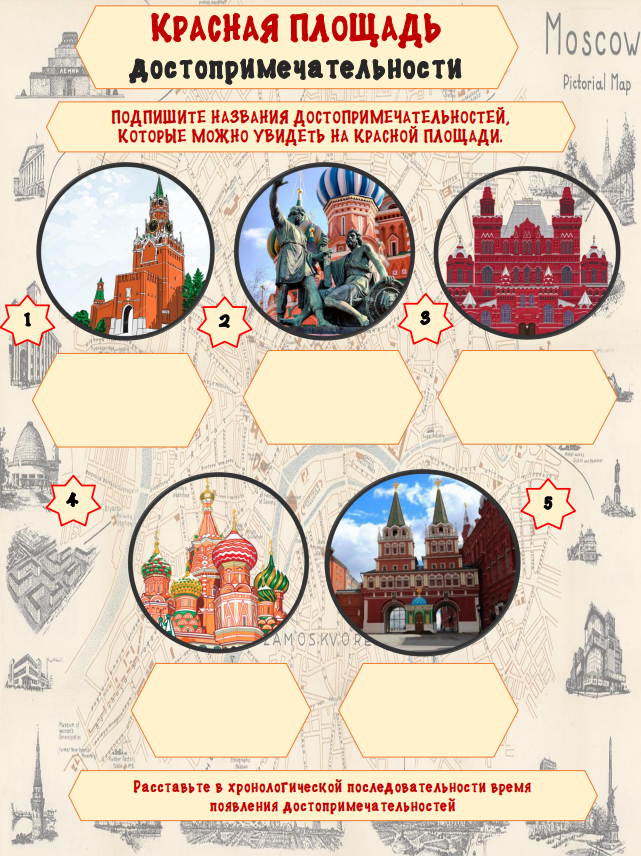 КРАСНАЯ ПЛОЩАДЬ
ДОСТОПРИМЕЧАТЕЛЬНОСТИ
Moscow
Pictorial Map
ЛЕНИН
ПОДПИШИТЕ НАЗВАНИЯ ДОСТОПРИМЕЧАТЕЛЬНОСТЕЙ,
КОТОРЫЕ МОЖНО УВИДЕТЬ НА КРАСНОЙ ПЛОЩАДИ.
1
2
3
4
5
ZAMOSKVORE
Расставьте в хронологической последовательности время
появления достопримечательностей